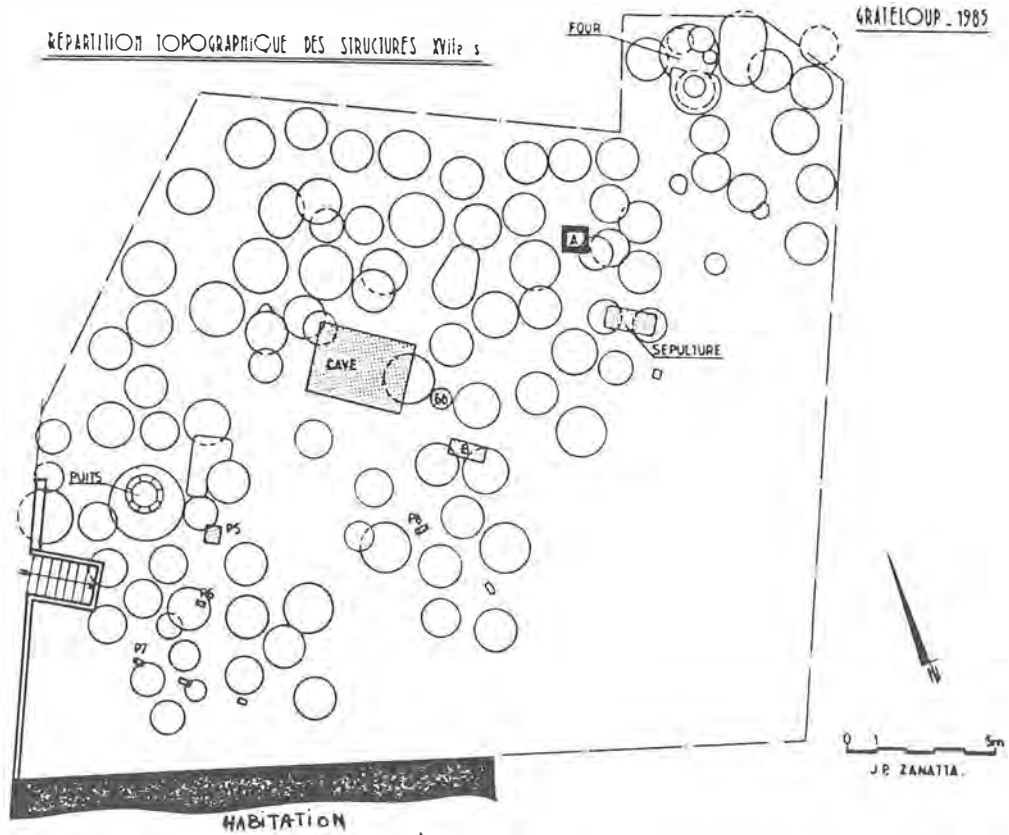 RÉPARTITION TOPOGRAPHIQUE DES STRUCTURES XVIIe s
GRATELOUP - 1985
FOUR
A
SEPULTURE
CAVE
60
B
PUITS
P5
P8
P6
P7
N
0 1 5m
J.P. ZANATTA.
HABITATION